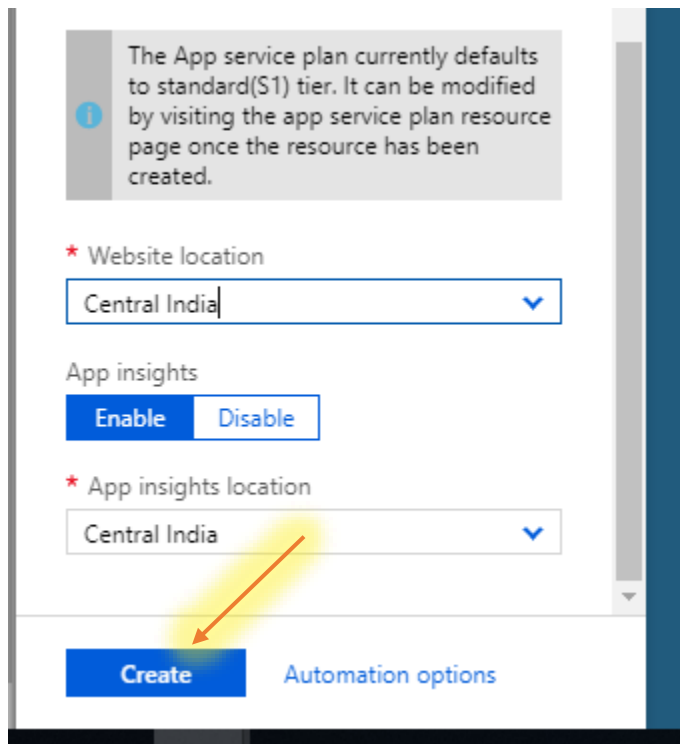 The App service plan currently defaults
to standard(S1) tier. It can be modified
by visiting the app service plan resource
page once the resource has been
created.
* Website location
Central India
App insights
Enable Disable
* App insights location
Central India
Create Automation options